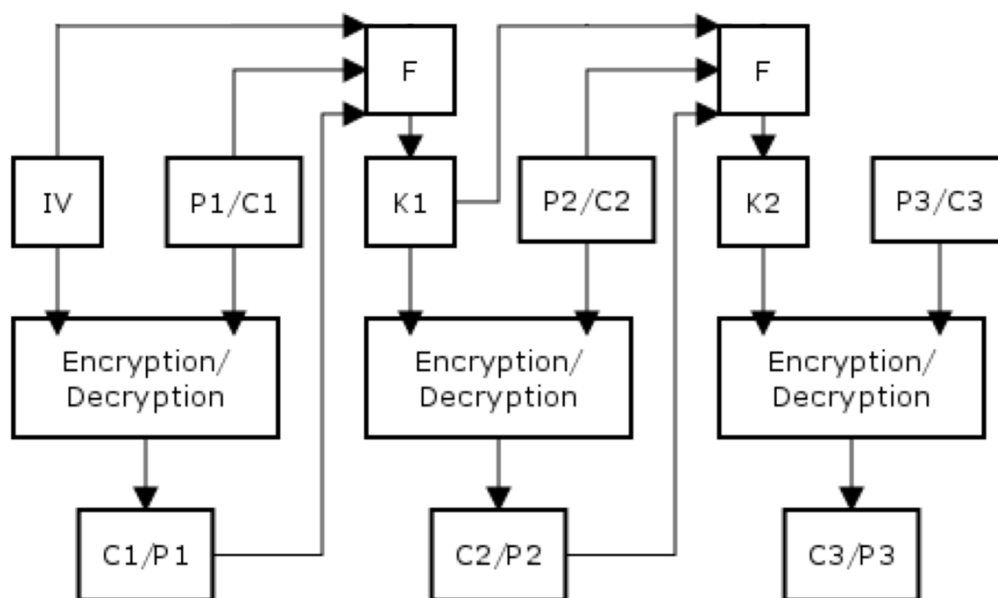 F
F
IV
P1/C1
K1
P2/C2
K2
P3/C3
Encryption/
Decryption
Encryption/
Decryption
Encryption/
Decryption
C1/P1
C2/P2
C3/P3